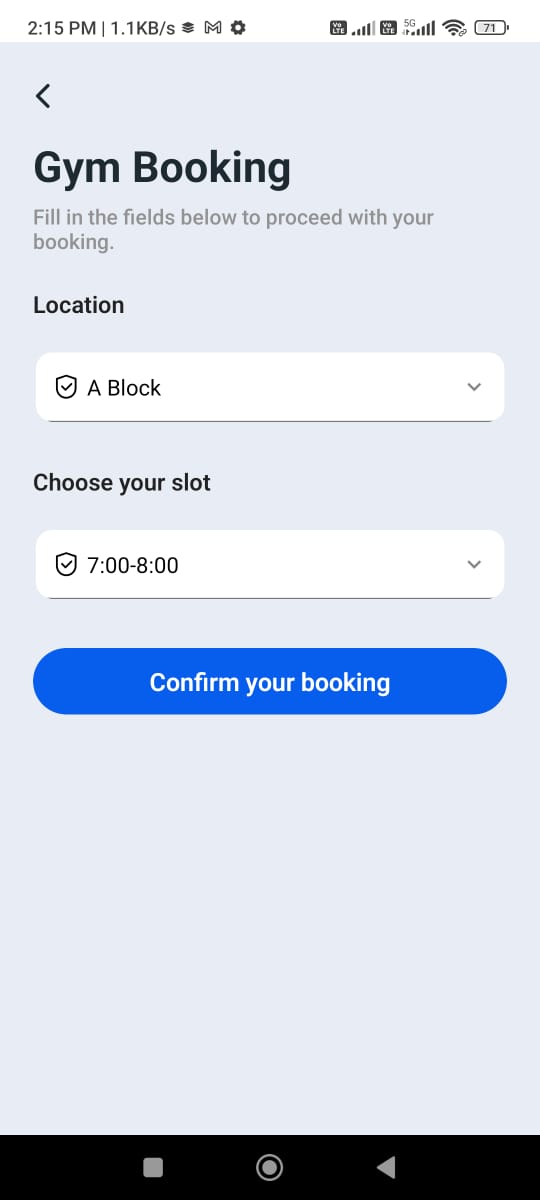 2:15 PM | 1.1KB/s
Vo LTE Vo LTE 5G 71
Gym Booking
Fill in the fields below to proceed with your
booking.
Location
A Block
Choose your slot
7:00-8:00
Confirm your booking